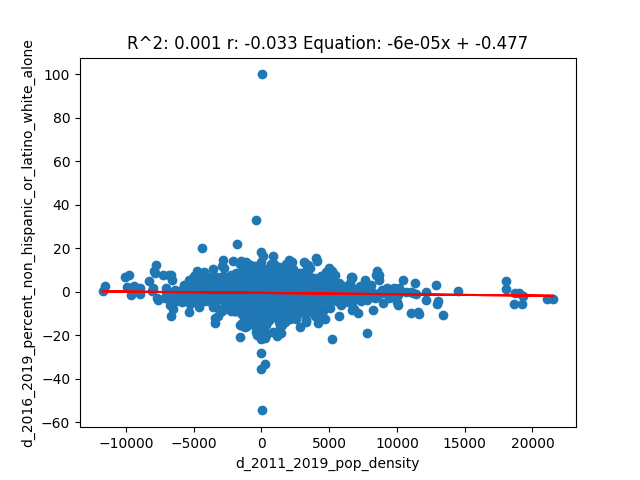 R^2: 0.001 r: -0.033 Equation: -6e-05x + -0.477
d_2016_2019_percent_non_hispanic_or_latino_white_alone
100
80
60
40
20
0
−20
−40
−60
−10000 −5000 0 5000 10000 15000 20000
d_2011_2019_pop_density